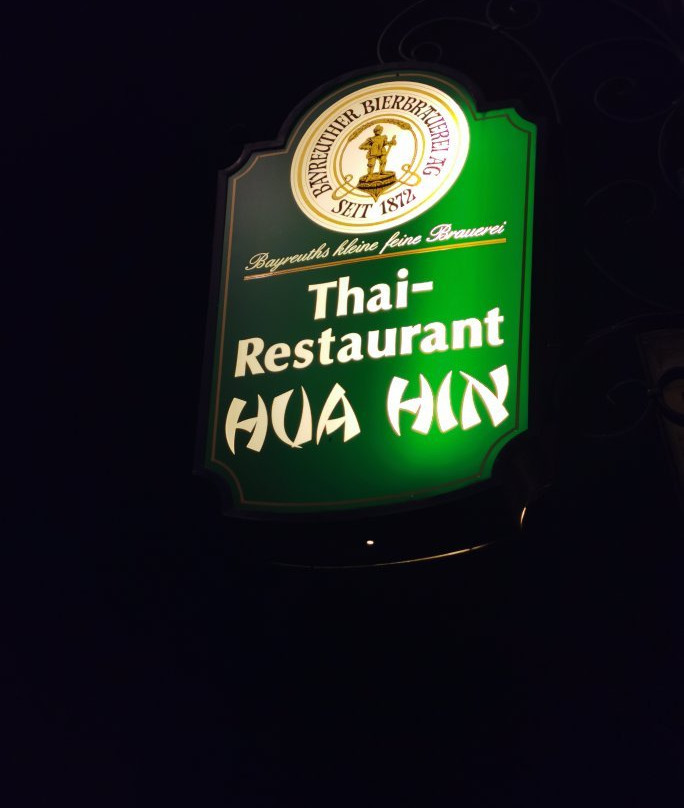 BAYREUTHER BIERBRAUEREI AG
SEIT 1872
Bayreuths kleine feine Brauerei
Thai-
Restaurant
HUA HIN